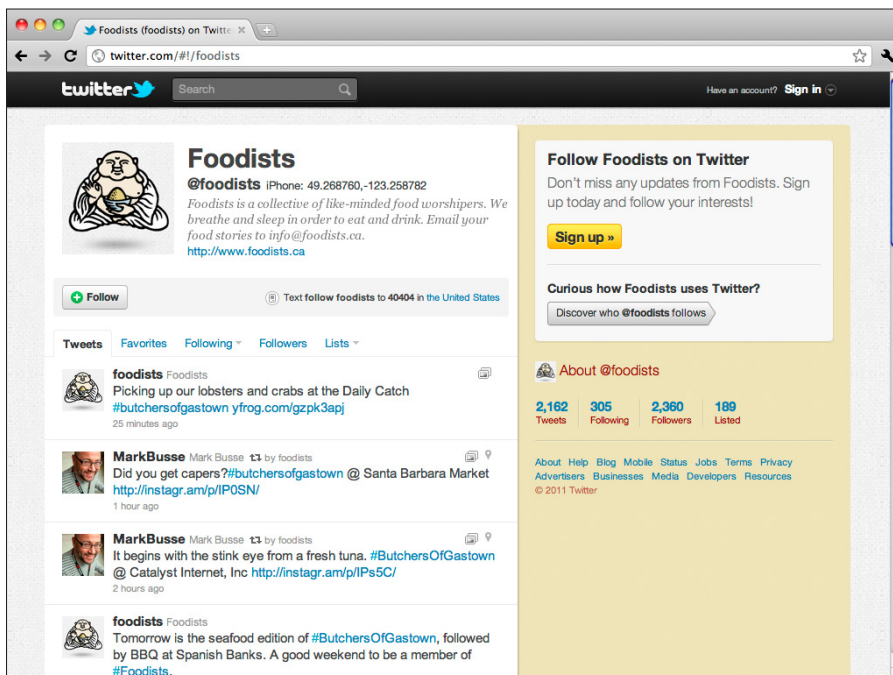 Foodists (foodists) on Twitte
twitter.com/#!/foodists
twitter
Search
Have an account? Sign in
Foodists
@foodists iPhone: 49.268760,-123.258782
Foodists is a collective of like-minded food worshipers. We
breathe and sleep in order to eat and drink. Email your
food stories to info@foodists.ca.
http://www.foodists.ca
Follow
Text follow foodists to 40404 in the United States
Tweets Favorites Following Followers Lists
foodists Foodists
Picking up our lobsters and crabs at the Daily Catch
#butchersofgastown yfrog.com/gzpk3apj
25 minutes ago
MarkBusse Mark Busse by foodists
Did you get capers?#butchersofgastown @ Santa Barbara Market
http://instagr.am/p/IP0SN/
1 hour ago
MarkBusse Mark Busse by foodists
It begins with the stink eye from a fresh tuna. #ButchersOfGastown
@ Catalyst Internet, Inc http://instagr.am/p/IPs5C/
2 hours ago
foodists Foodists
Tomorrow is the seafood edition of #ButchersOfGastown, followed
by BBQ at Spanish Banks. A good weekend to be a member of
#Foodists.
Follow Foodists on Twitter
Don't miss any updates from Foodists. Sign
up today and follow your interests!
Sign up »
Curious how Foodists uses Twitter?
Discover who @foodists follows
About @foodists
2,162 305 2,360 189
Tweets Following Followers Listed
About Help Blog Mobile Status Jobs Terms Privacy
Advertisers Businesses Media Developers Resources
© 2011 Twitter